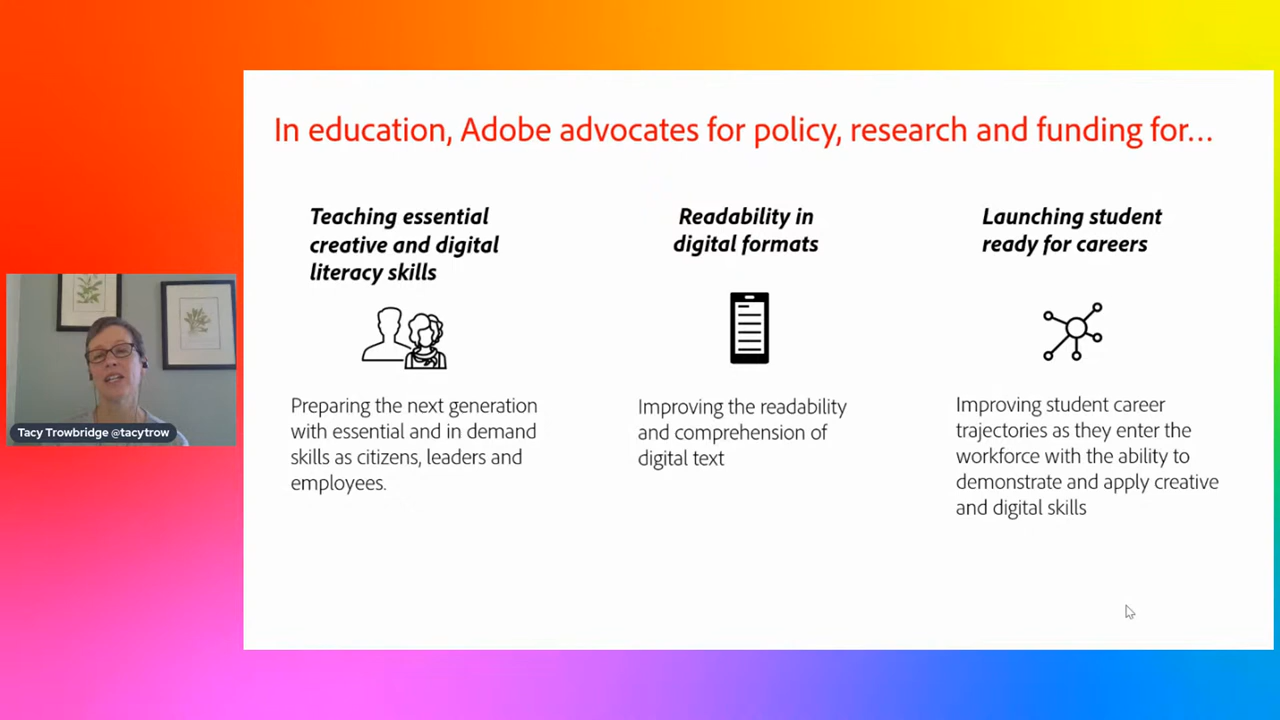 In education, Adobe advocates for policy, research and funding for...
Teaching essential
creative and digital
literacy skills
Preparing the next generation
with essential and in demand
skills as citizens, leaders and
employees.
Readability in
digital formats
Improving the readability
and comprehension of
digital text
Launching student
ready for careers
Improving student career
trajectories as they enter the
workforce with the ability to
demonstrate and apply creative
and digital skills
Tacy Trowbridge @tacytrow